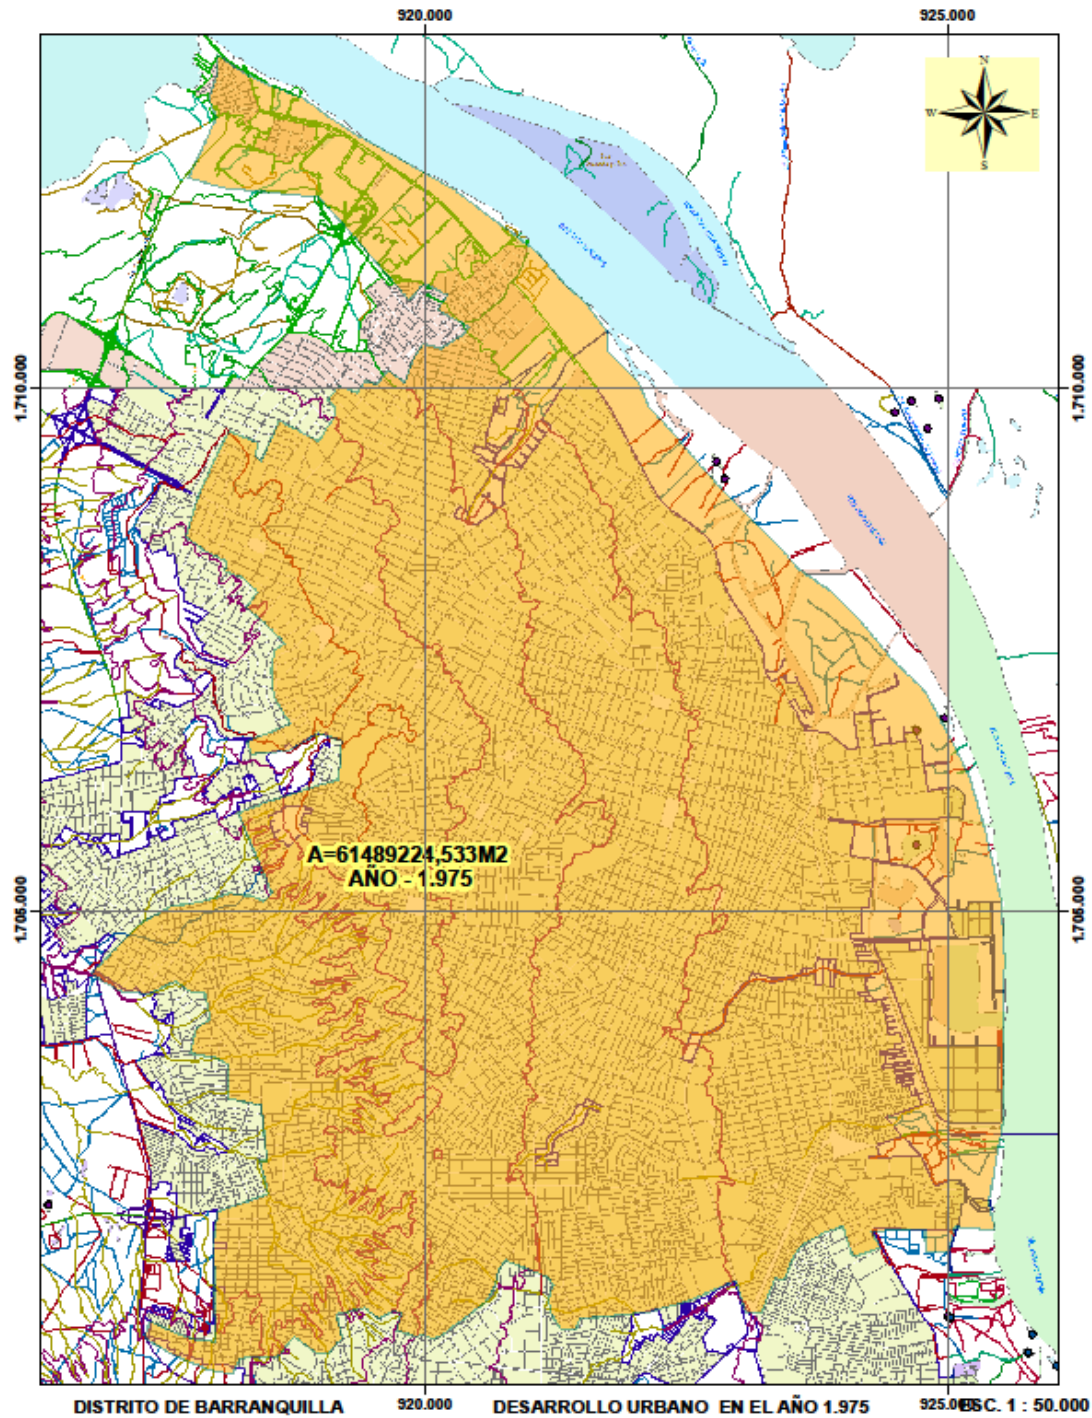 920.000 925.000
N
W E
S
1.710.000 1.710.000
A=61489224,533M2
AÑO - 1.975
1.705.000 1.705.000
DISTRITO DE BARRANQUILLA 920.000 DESARROLLO URBANO EN EL AÑO 1.975 925.000 ESC. 1 : 50.000